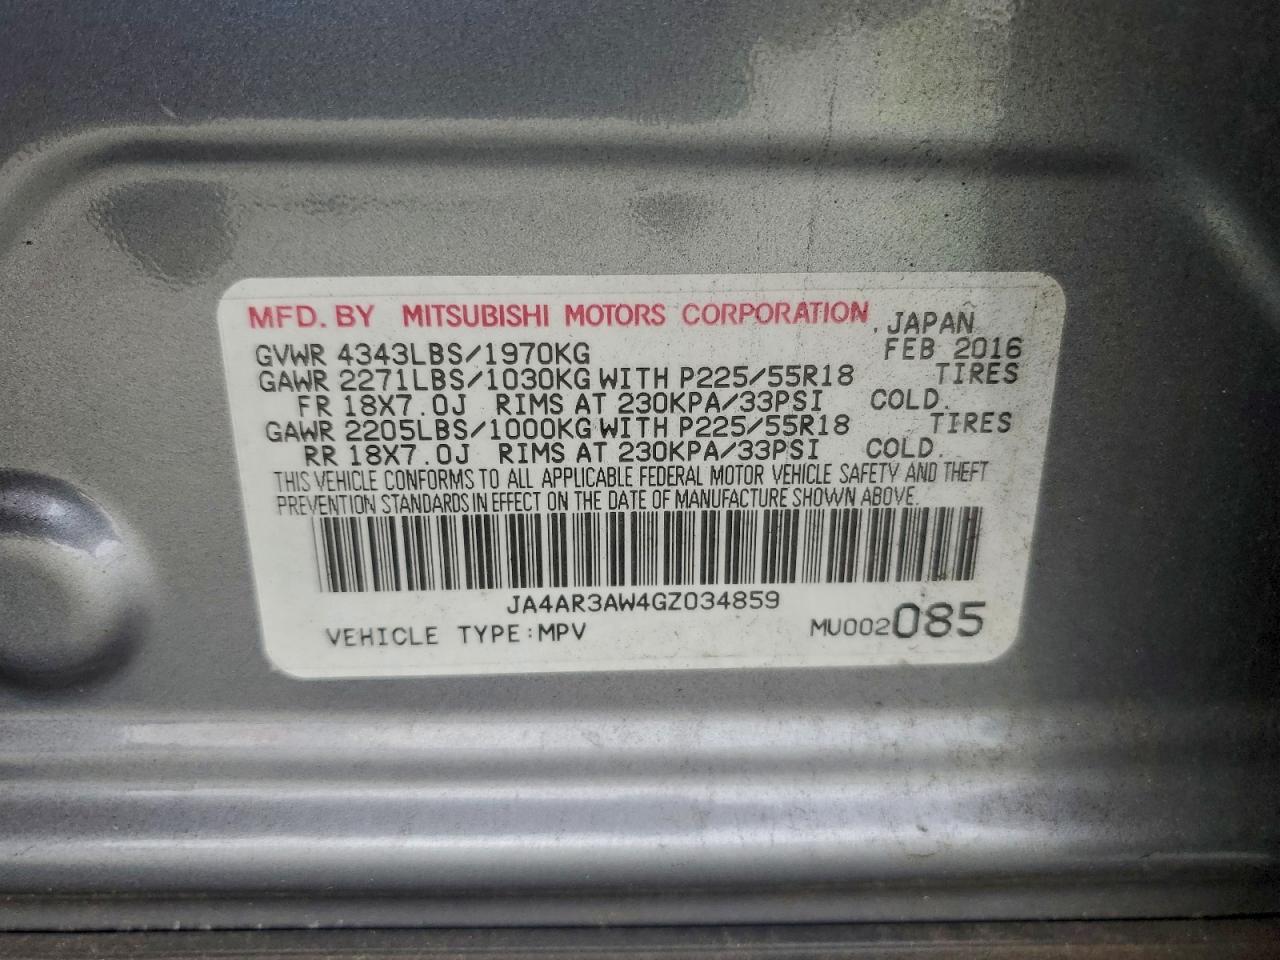 MFD. BY MITSUBISHI MOTORS CORPORATION, JAPAN
GVWR 4343LBS/1970KG FEB 2016
GAWR 2271LBS/1030KG WITH P225/55R18 TIRES
FR 18X7.0J RIMS AT 230KPA/33PSI COLD.
GAWR 2205LBS/1000KG WITH P225/55R18 TIRES
RR 18X7.0J RIMS AT 230KPA/33PSI COLD.
THIS VEHICLE CONFORMS TO ALL APPLICABLE FEDERAL MOTOR VEHICLE SAFETY AND THEFT
PREVENTION STANDARDS IN EFFECT ON THE DATE OF MANUFACTURE SHOWN ABOVE.
JA4AR3AW4GZ034859
VEHICLE TYPE:MPV MU002085